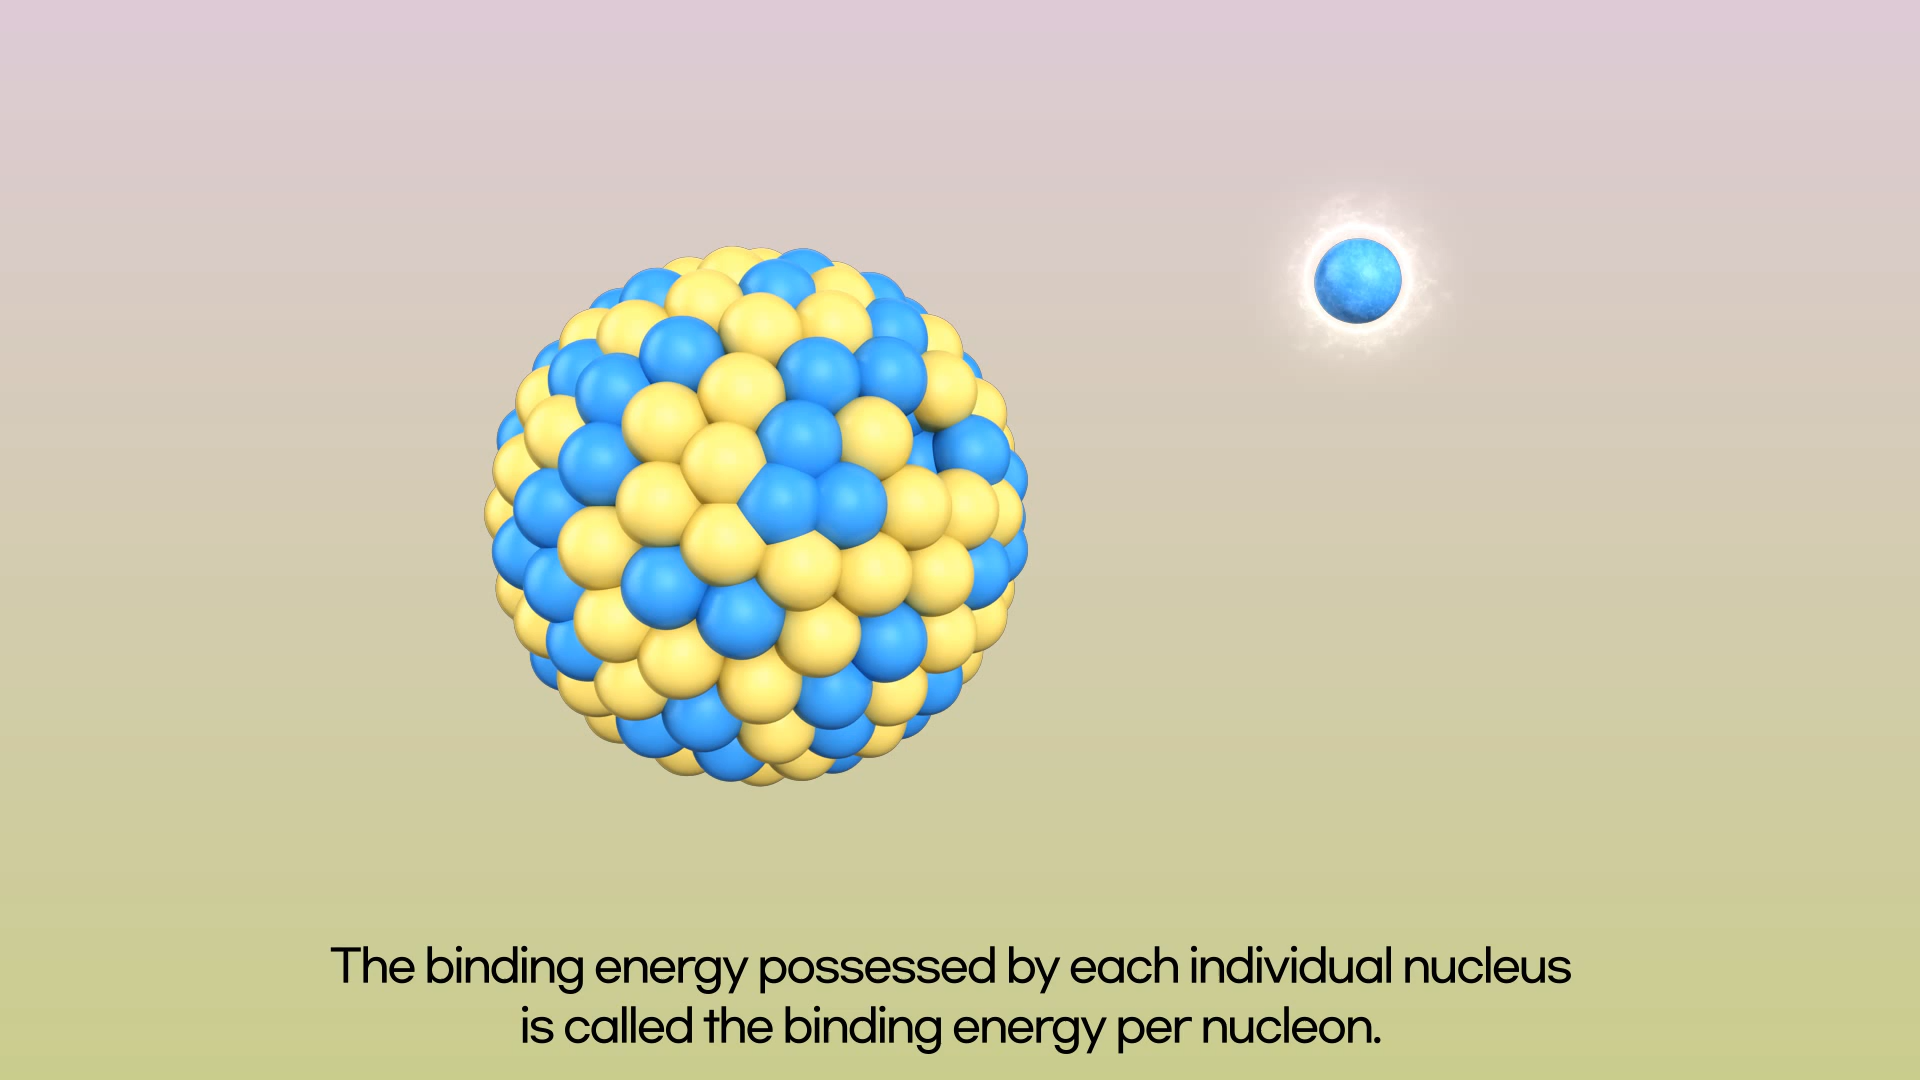 The binding energy possessed by each individual nucleus
is called the binding energy per nucleon.